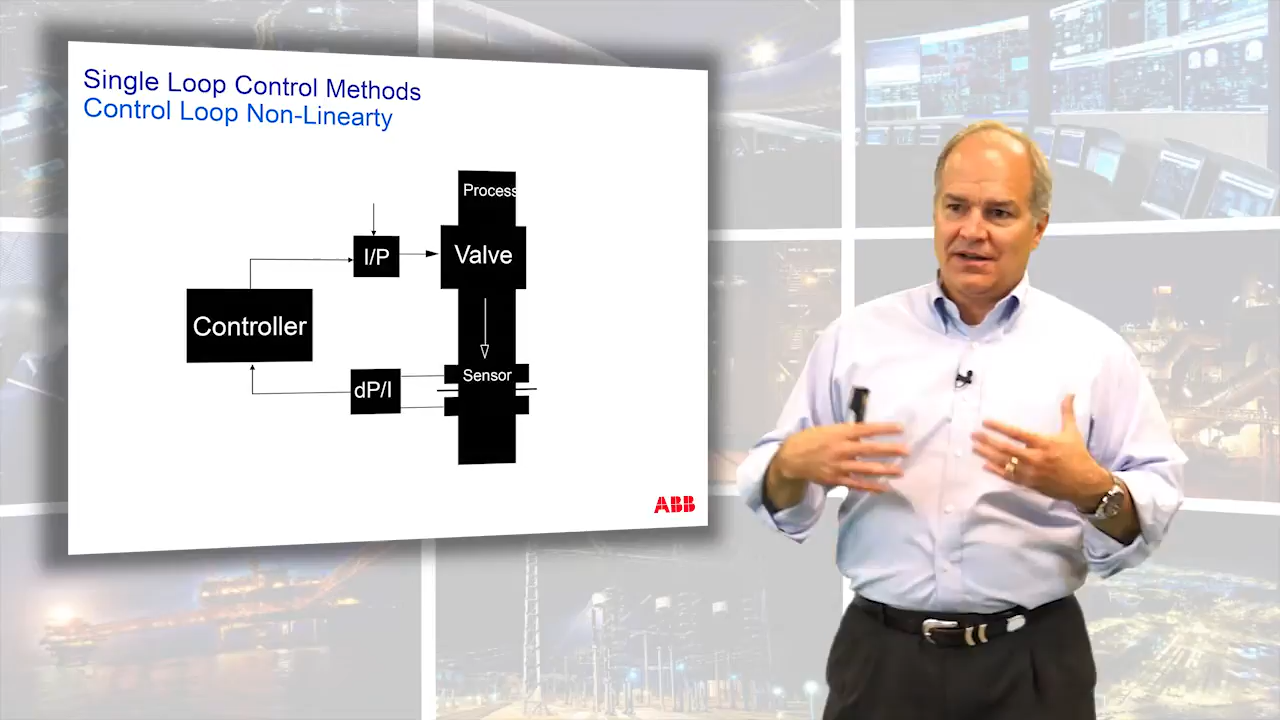 Single Loop Control Methods
Control Loop Non-Linearty
Process
I/P
Valve
Controller
Sensor
dP/I
ABB